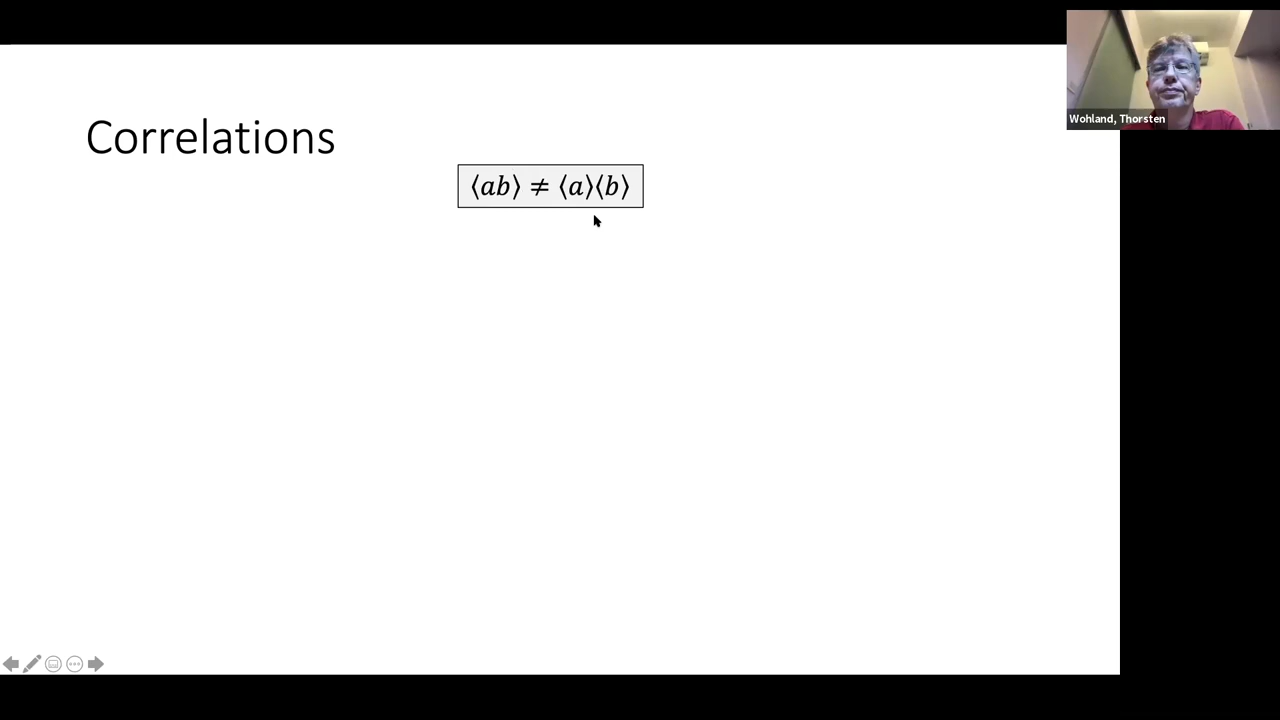 Wohland, Thorsten
Correlations
⟨ab⟩ ≠ ⟨a⟩⟨b⟩